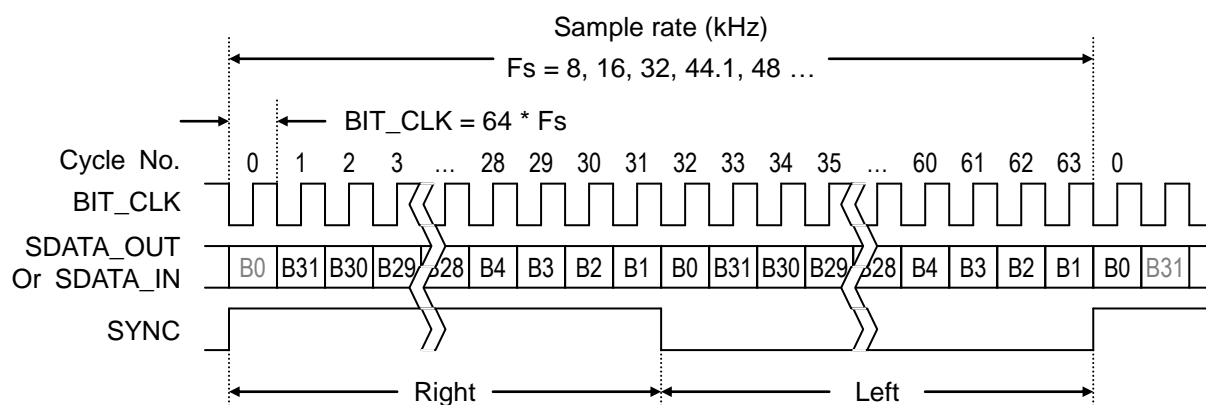 Sample rate (kHz)
Fs = 8, 16, 32, 44.1, 48 …
BIT_CLK = 64 * Fs
Cycle No. 0 1 2 3 … 28 29 30 31 32 33 34 35 … 60 61 62 63 0
BIT_CLK
SDATA_OUT
Or SDATA_IN
B0 B31 B30 B29 B28 B4 B3 B2 B1 B0 B31 B30 B29 B28 B4 B3 B2 B1 B0 B31
SYNC
Right Left